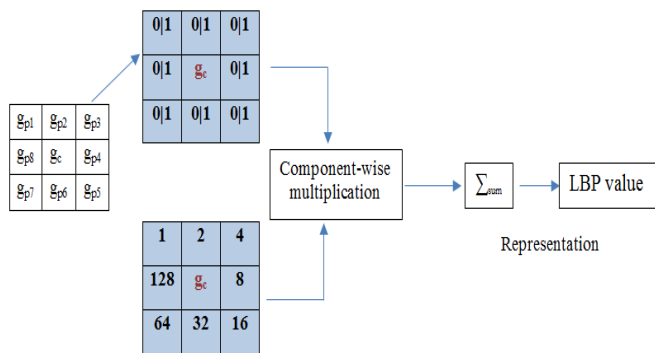 0|1 0|1 0|1
0|1 gc 0|1
0|1 0|1 0|1
gp1 gp2 gp3
gp8 gc gp4
gp7 gp6 gp5
Component-wise
multiplication
∑sum
LBP value
Representation
1 2 4
128 gc 8
64 32 16